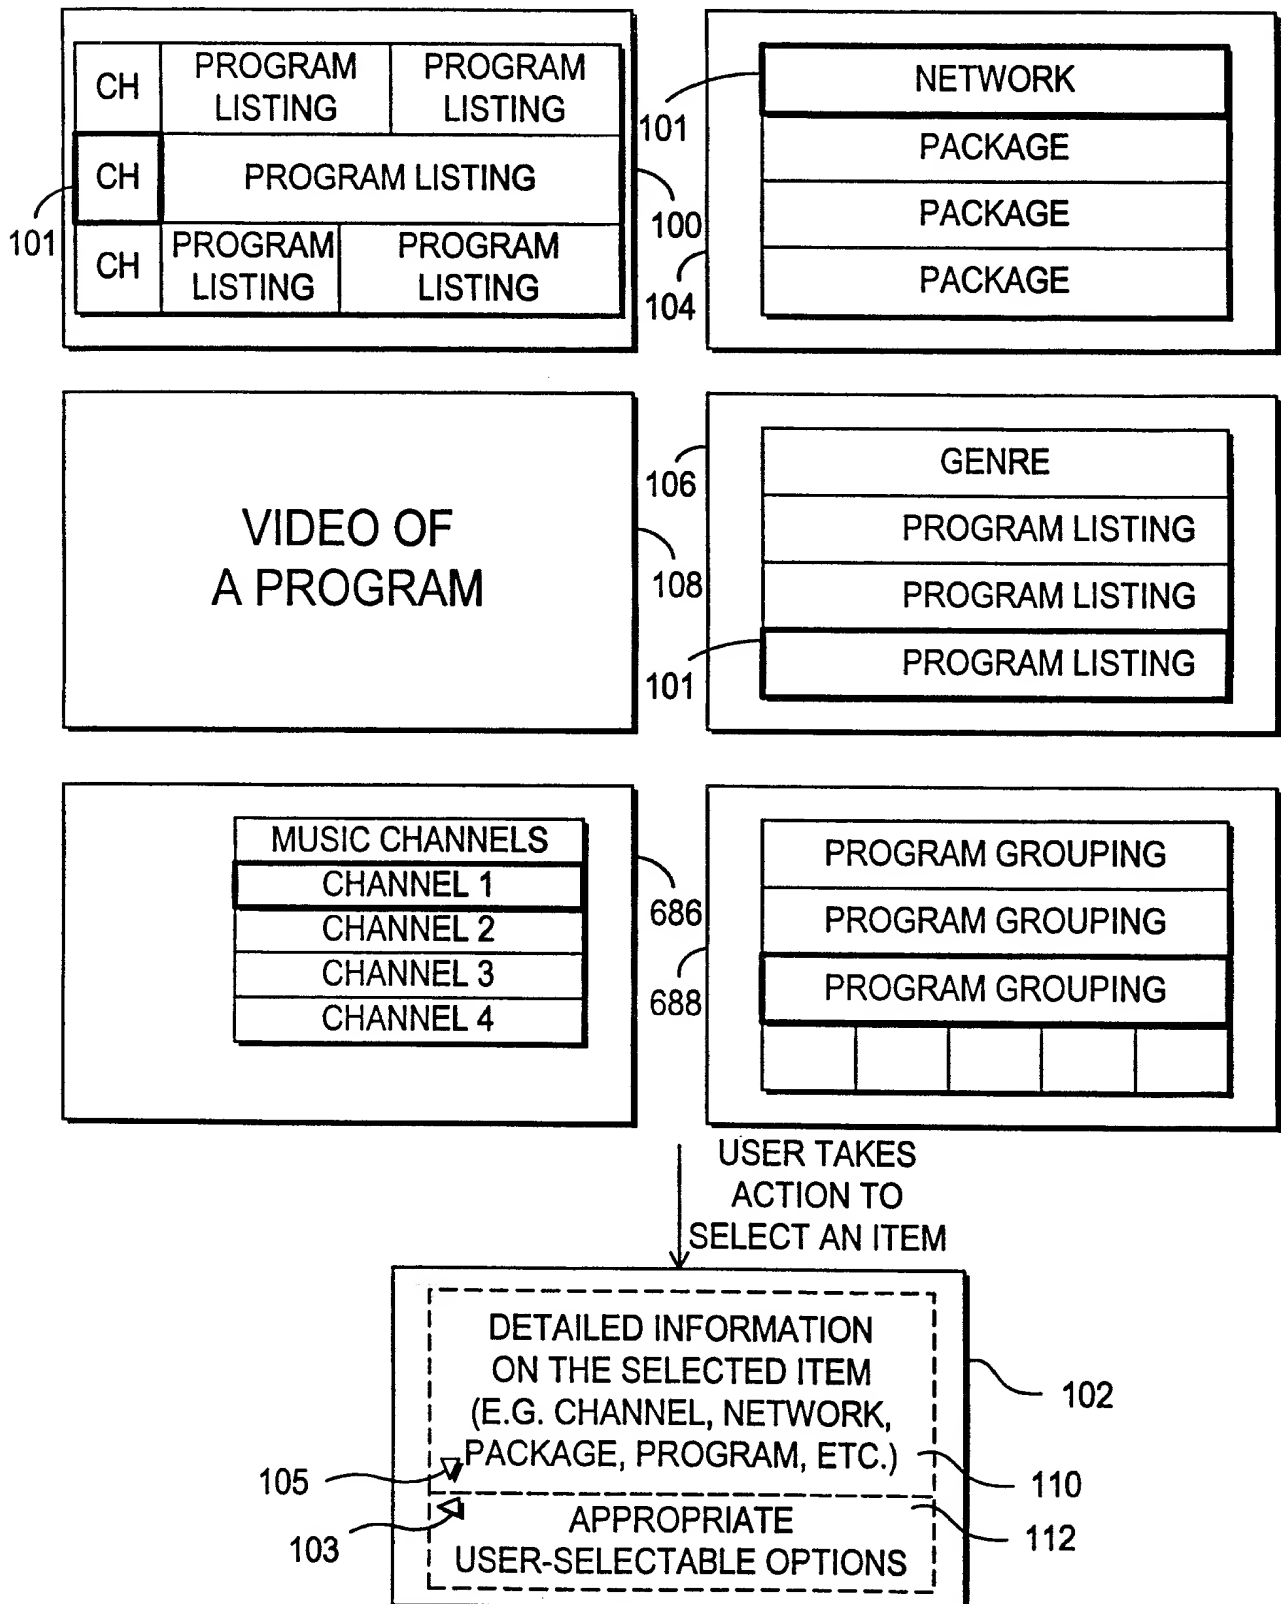 CH
PROGRAM
LISTING
PROGRAM
LISTING
CH
PROGRAM LISTING
CH
PROGRAM
LISTING
PROGRAM
LISTING
101
100
NETWORK
PACKAGE
PACKAGE
PACKAGE
101
104
VIDEO OF
A PROGRAM
108
GENRE
PROGRAM LISTING
PROGRAM LISTING
PROGRAM LISTING
106
101
MUSIC CHANNELS
CHANNEL 1
CHANNEL 2
CHANNEL 3
CHANNEL 4
686
PROGRAM GROUPING
PROGRAM GROUPING
PROGRAM GROUPING
688
USER TAKES
ACTION TO
SELECT AN ITEM
DETAILED INFORMATION
ON THE SELECTED ITEM
(E.G. CHANNEL, NETWORK,
PACKAGE, PROGRAM, ETC.)
102
105
110
APPROPRIATE
USER-SELECTABLE OPTIONS
103
112